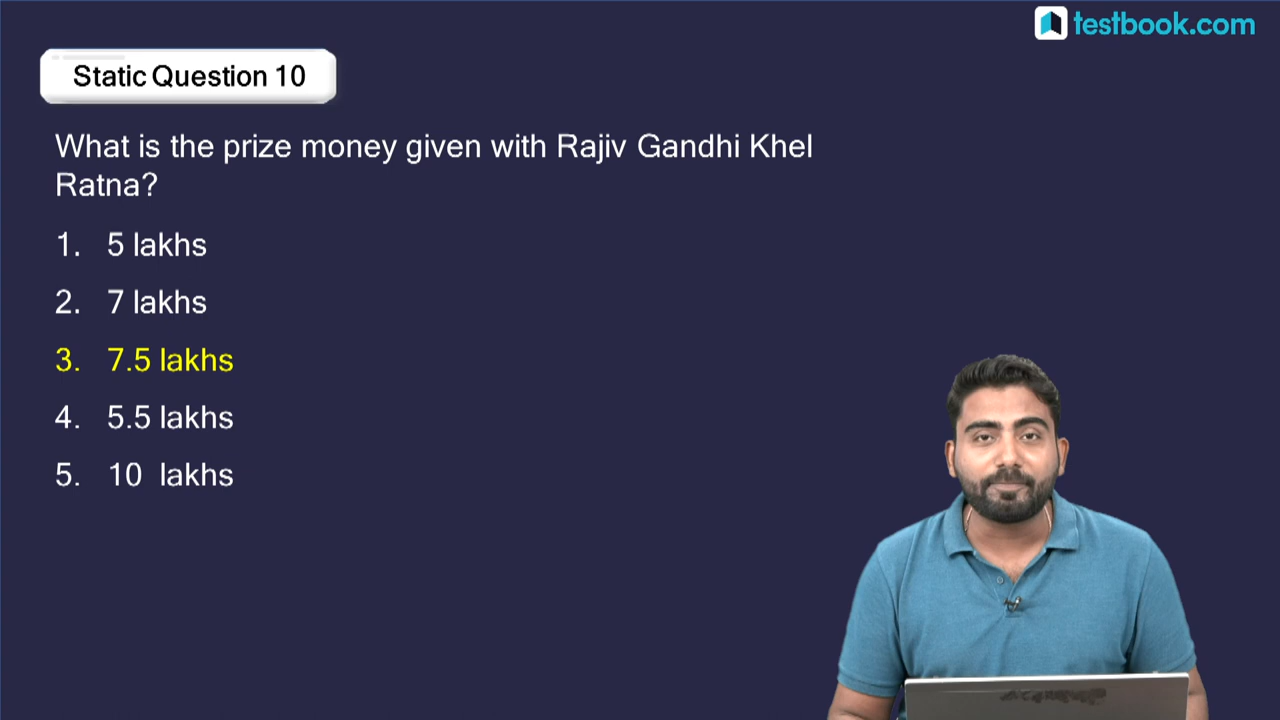 testbook.com
Static Question 10
What is the prize money given with Rajiv Gandhi Khel
Ratna?
1. 5 lakhs
2. 7 lakhs
3. 7.5 lakhs
4. 5.5 lakhs
5. 10 lakhs